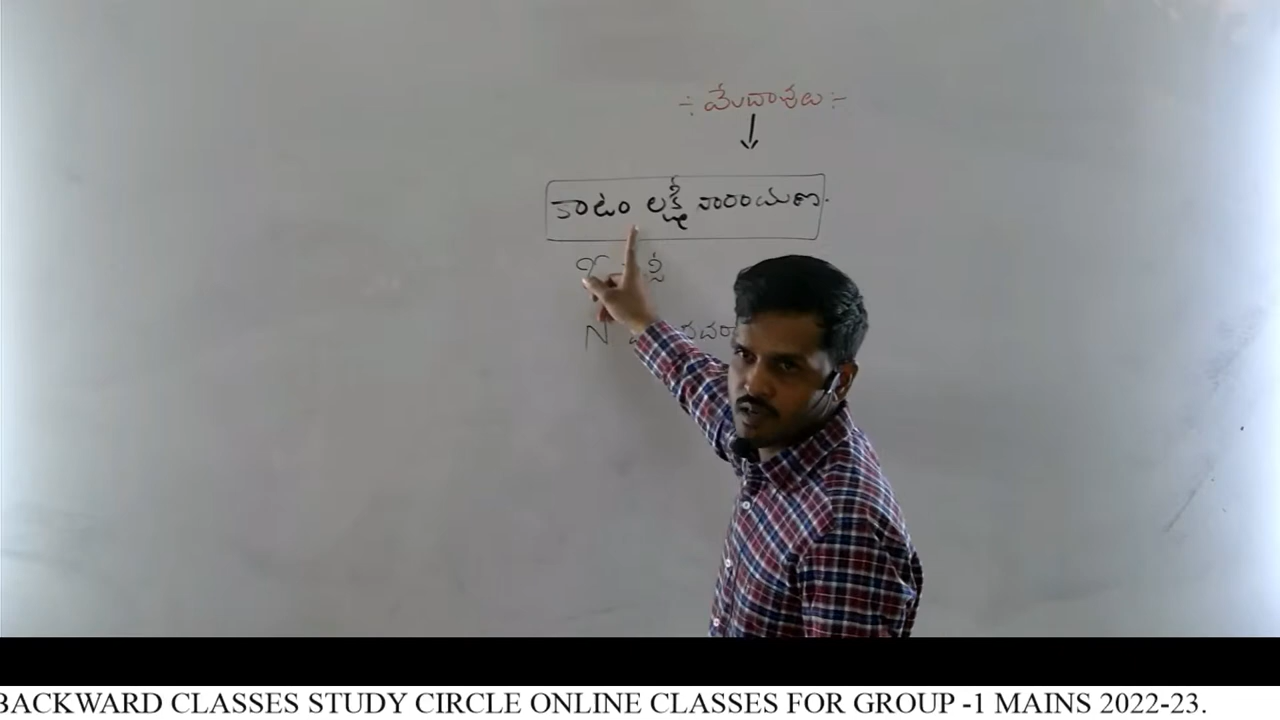 -: మేదావులు :-
కాటం లక్ష్మీ నారాయణ.
N
BACKWARD CLASSES STUDY CIRCLE ONLINE CLASSES FOR GROUP -1 MAINS 2022-23.